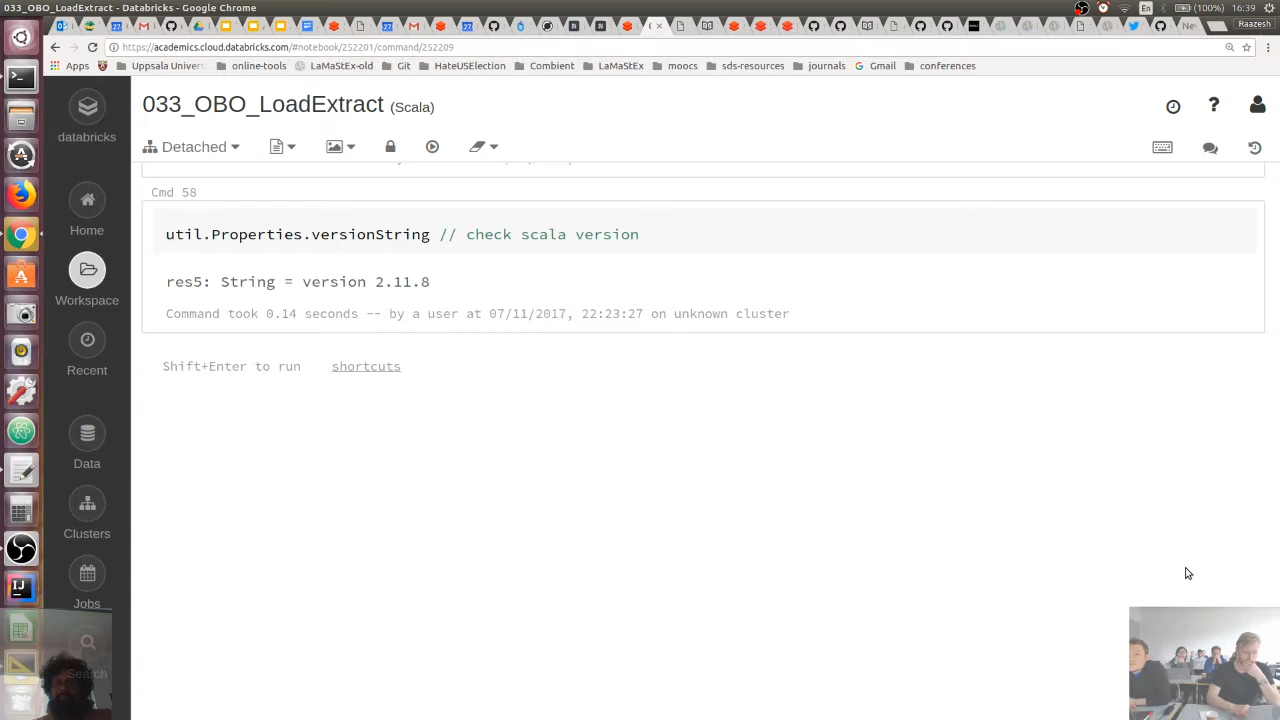 033_OBO_LoadExtract - Databricks - Google Chrome
En
(100%)
16:39
Raazesh
https://academics.cloud.databricks.com/#notebook/252201/command/252209
Apps
Uppsala Univers
online-tools
LaMaStEx-old
Git
HateUSElection
Combient
LaMaStEx
moocs
sds-resources
journals
Gmail
conferences
databricks
Home
Workspace
Recent
Data
Clusters
Jobs
Search
033_OBO_LoadExtract (Scala)
Detached
Cmd 58
util.Properties.versionString // check scala version
res5: String = version 2.11.8
Command took 0.14 seconds -- by a user at 07/11/2017, 22:23:27 on unknown cluster
Shift+Enter to run shortcuts